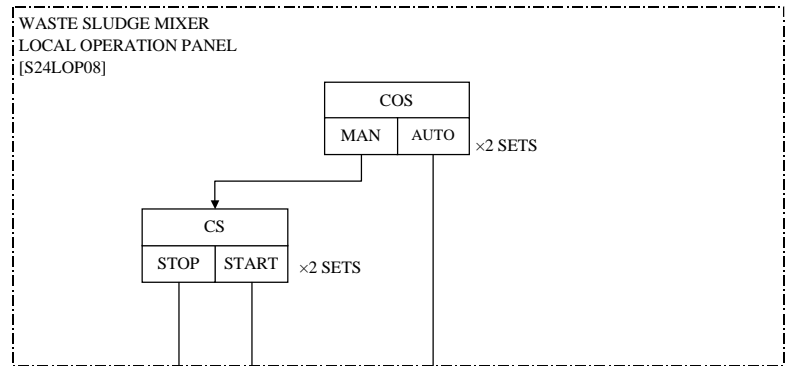 WASTE SLUDGE MIXER
LOCAL OPERATION PANEL
[S24LOP08]
COS
MAN AUTO
×2 SETS
CS
STOP START
×2 SETS